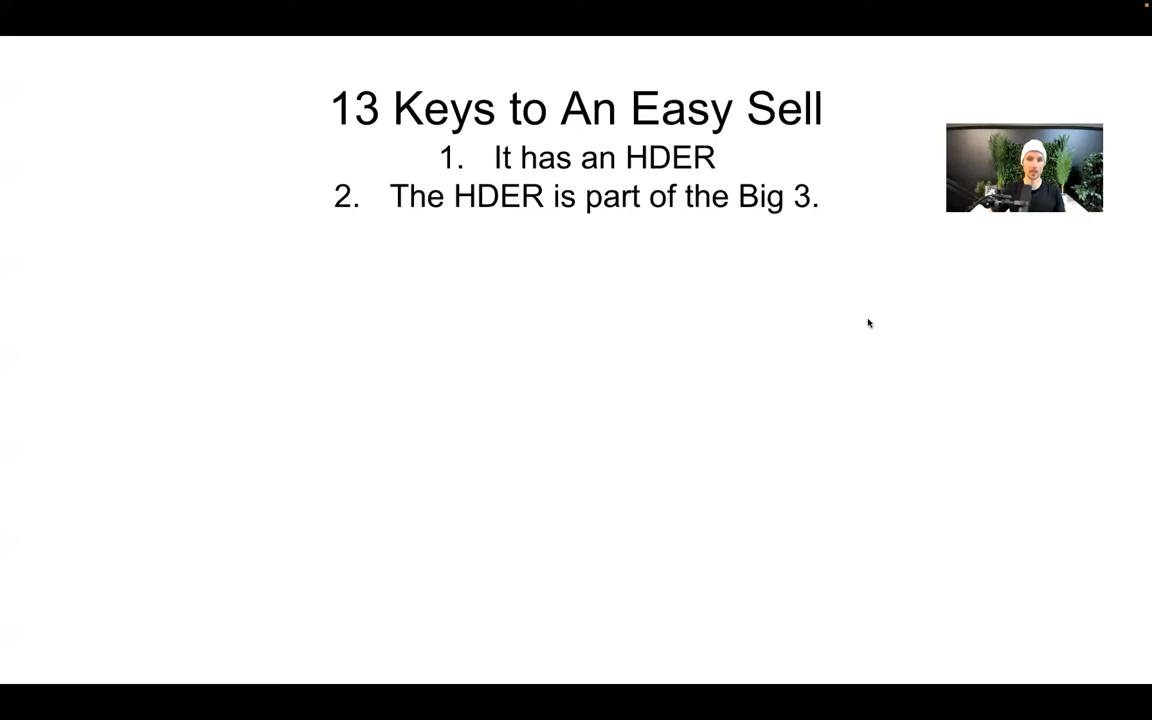 13 Keys to An Easy Sell
1. It has an HDER
2. The HDER is part of the Big 3.